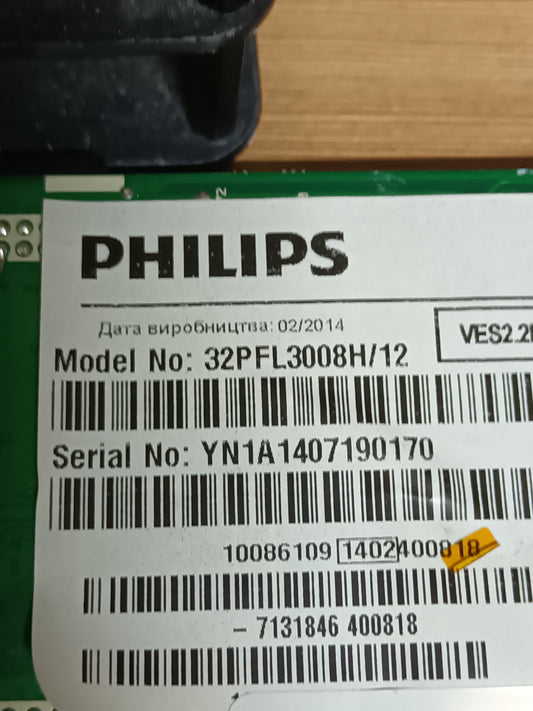 PHILIPS
Дата виробництва: 02/2014
VES2.2
Model No: 32PFL3008H/12
Serial No: YN1A1407190170
10086109 1402400818
– 7131846 400818